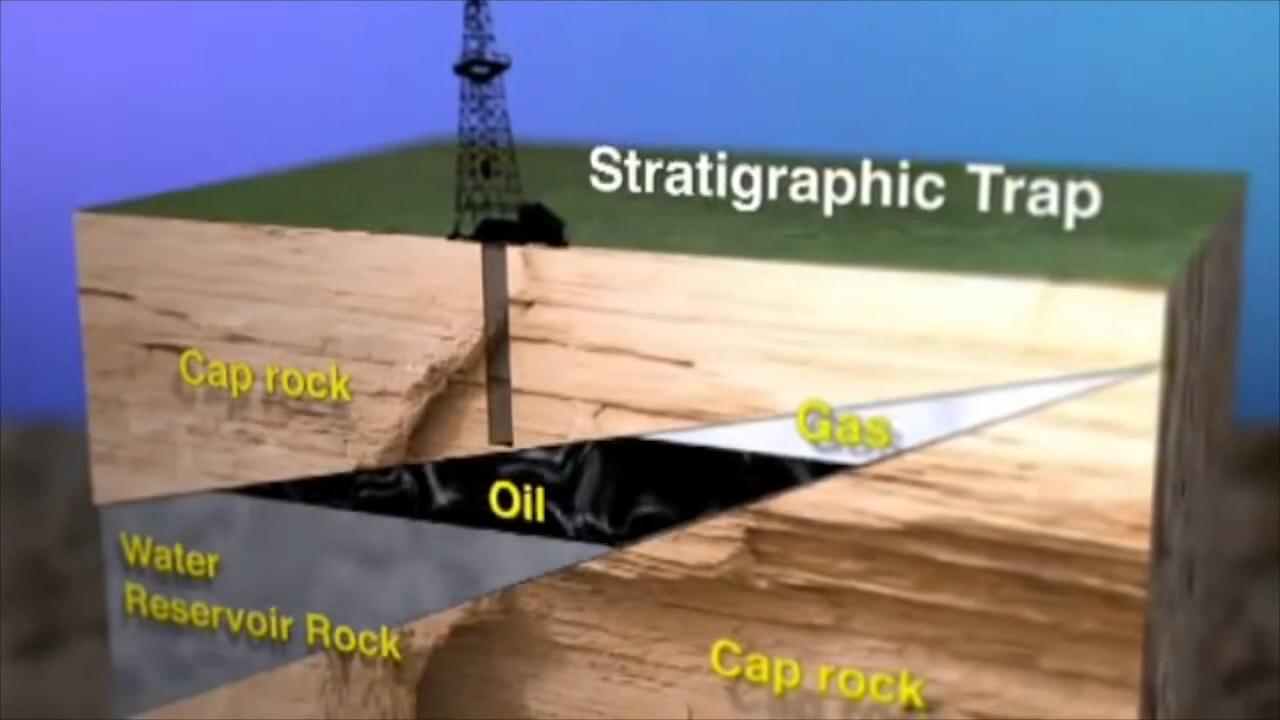 Stratigraphic Trap
Cap rock
Gas
Oil
Water
Reservoir Rock
Cap rock